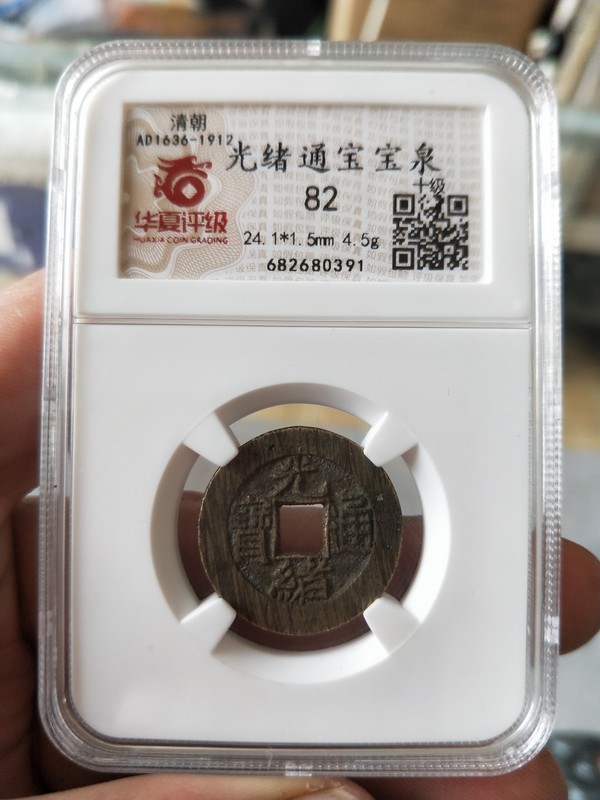 清朝
AD1636-1912
光绪通宝宝泉
十级
82
华夏评级
HUAXIA COIN GRADING
24.1*1.5mm 4.5g
682680391
光
寶 通
緒